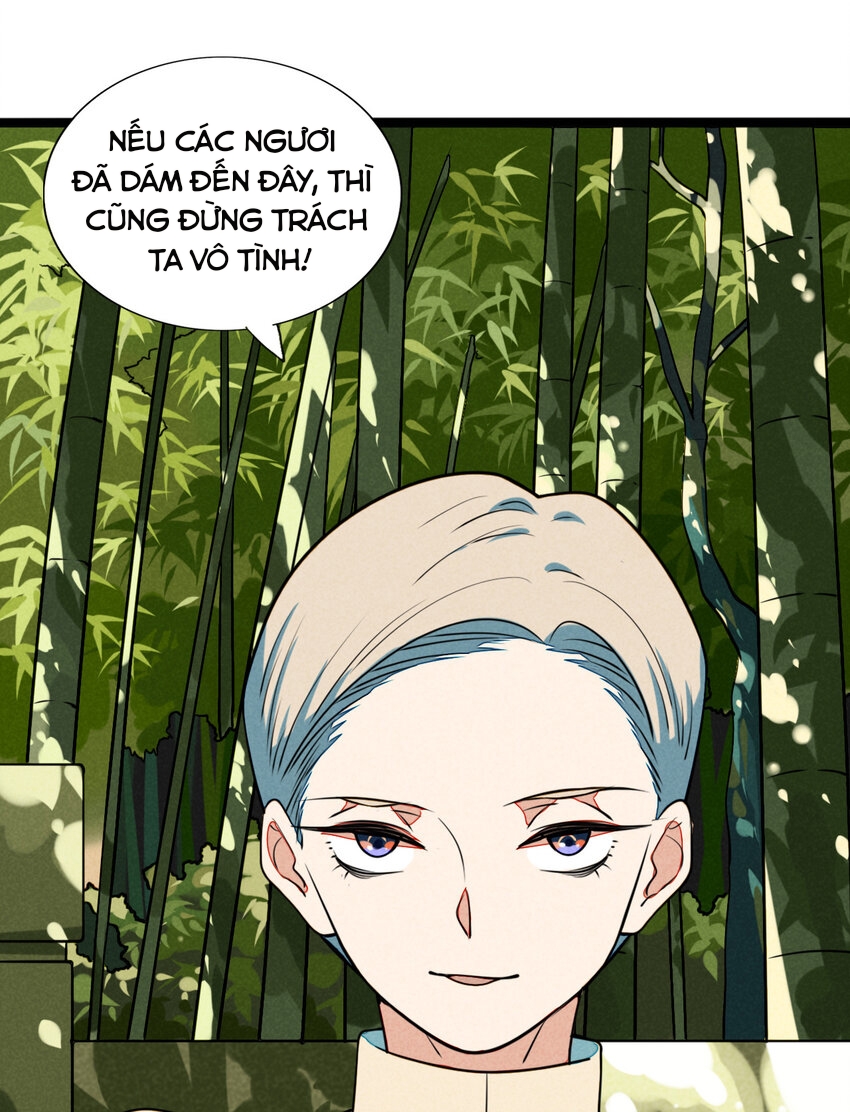 NẾU CÁC NGƯƠI
ĐÃ DÁM ĐẾN ĐÂY, THÌ
CŨNG ĐỪNG TRÁCH
TA VÔ TÌNH!